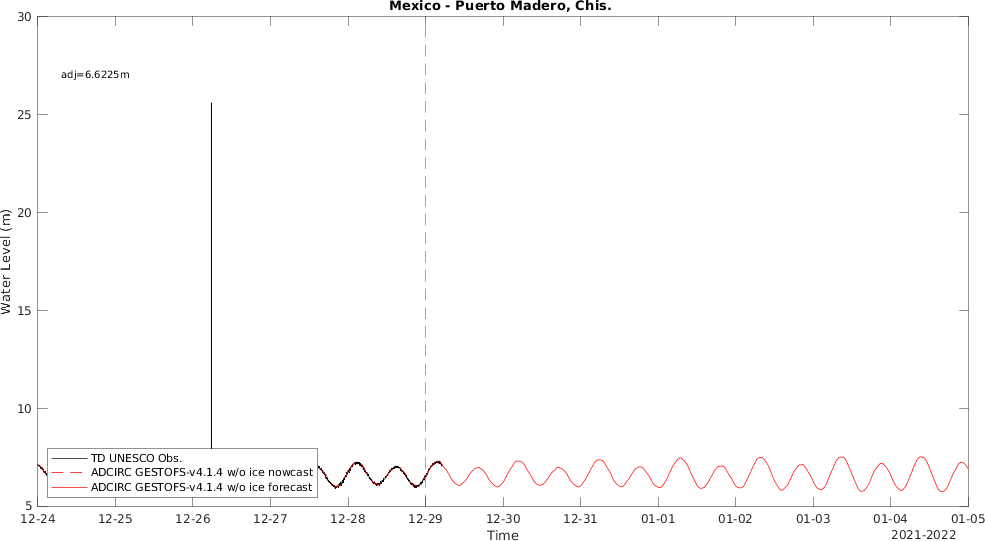 Mexico - Puerto Madero, Chis.
30
adj=6.6225m
25
20
Water Level (m)
15
10
TD UNESCO Obs.
ADCIRC GESTOFS-v4.1.4 w/o ice nowcast
ADCIRC GESTOFS-v4.1.4 w/o ice forecast
5
12-24 12-25 12-26 12-27 12-28 12-29 12-30 12-31 01-01 01-02 01-03 01-04 01-05
Time
2021-2022